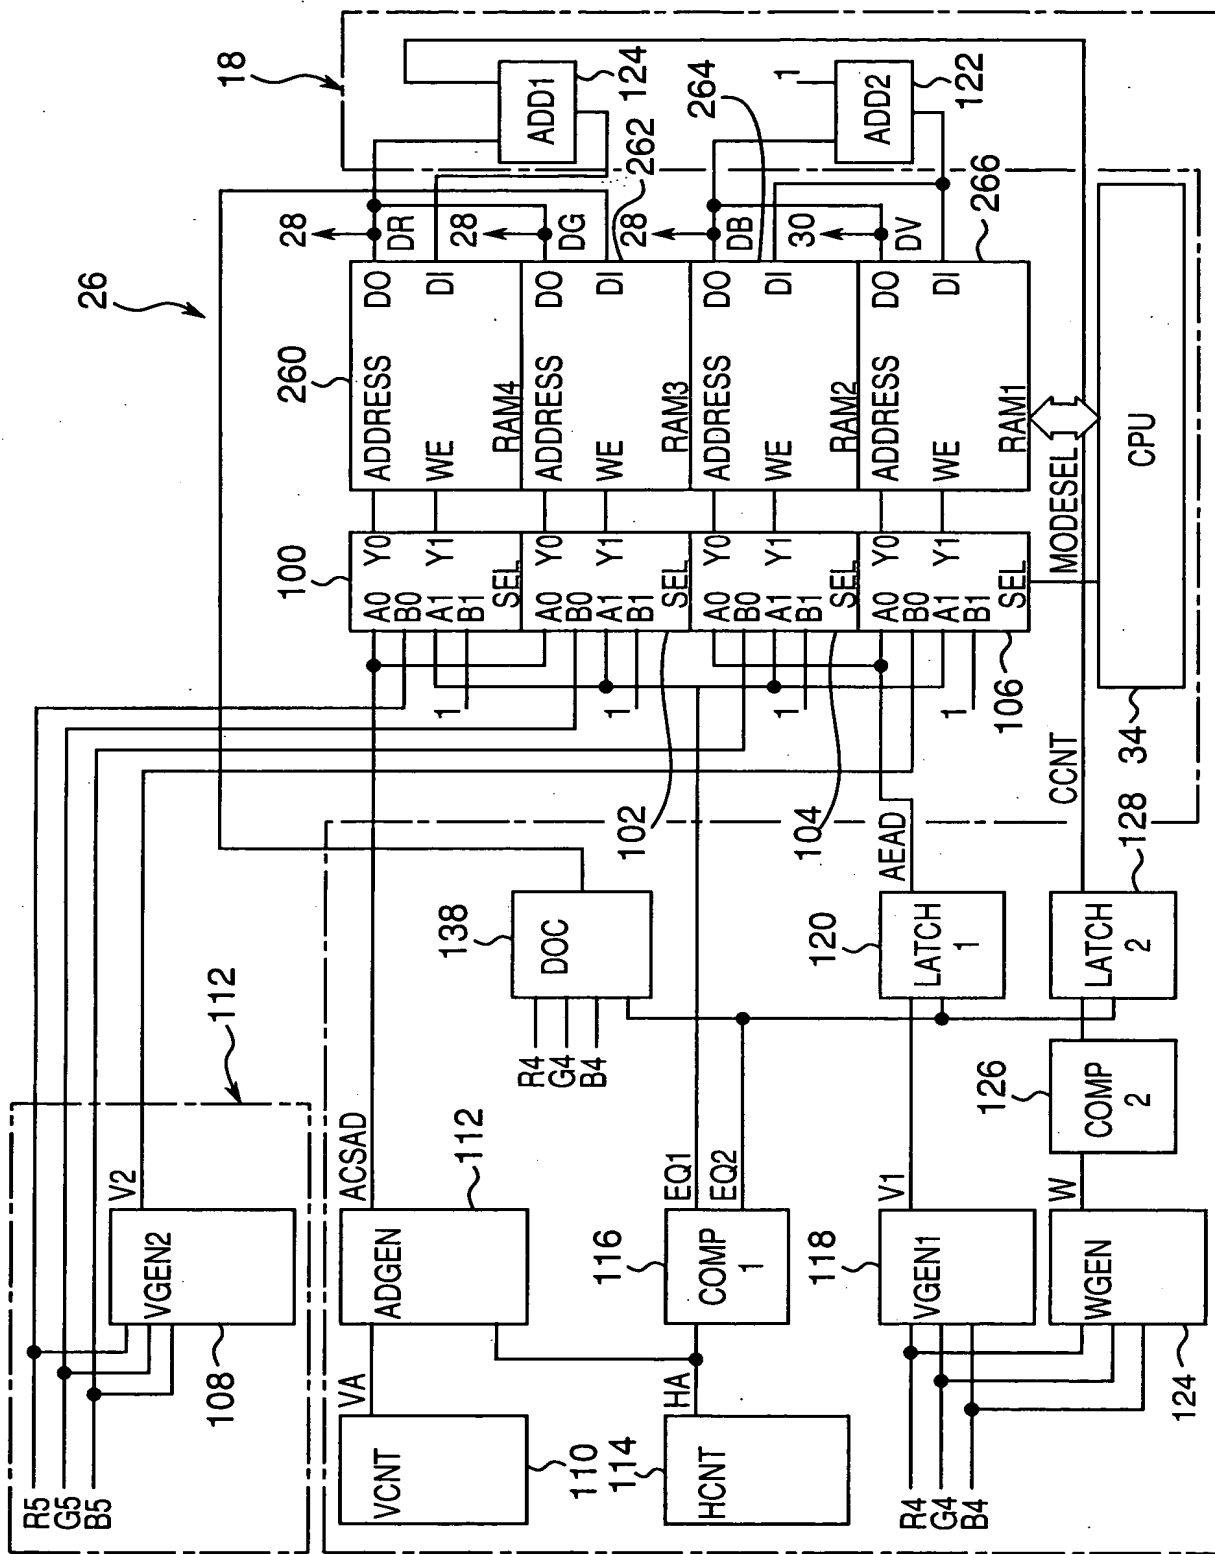 18
26
112
28
DR
28
DG
28
DB
30
DV
ADD1
124
262
264
1
ADD2
122
266
260
ADDRESS
DO
WE
DI
RAM4
ADDRESS
DO
WE
DI
RAM3
ADDRESS
DO
WE
DI
RAM2
ADDRESS
DO
WE
DI
RAM1
100
A0 Y0
B0
A1 Y1
B1
SEL
A0 Y0
B0
A1 Y1
B1
SEL
A0 Y0
B0
A1 Y1
B1
SEL
A0 Y0
B0
A1 Y1
B1
SEL
1
1
1
1
102
104
106
MODESEL
CPU
34
CCNT
AEAD
138
DOC
R4
G4
B4
120
LATCH
1
LATCH
2
128
126
COMP
2
V2
VGEN2
108
R5
G5
B5
ACSAD
ADGEN
112
VA
VCNT
110
EQ1
EQ2
116
COMP
1
HA
114
HCNT
V1
118
VGEN1
W
WGEN
124
R4
G4
B4